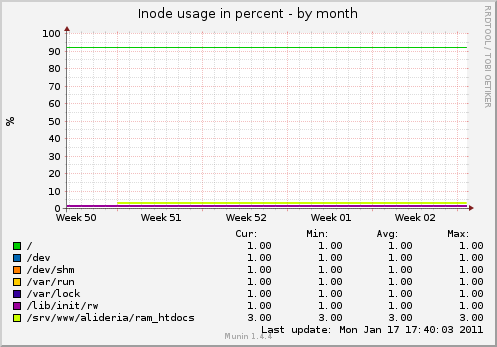 Inode usage in percent - by month
RRDTOOL / TOBI OETIKER
100
90
80
70
60
50
40
30
20
10
0
%
Week 50 Week 51 Week 52 Week 01 Week 02
Cur: Min: Avg: Max:
/ 1.00 1.00 1.00 1.00
/dev 1.00 1.00 1.00 1.00
/dev/shm 1.00 1.00 1.00 1.00
/var/run 1.00 1.00 1.00 1.00
/var/lock 1.00 1.00 1.00 1.00
/lib/init/rw 1.00 1.00 1.00 1.00
/srv/www/alideria/ram_htdocs 3.00 3.00 3.00 3.00
Last update: Mon Jan 17 17:40:03 2011
Munin 1.4.4